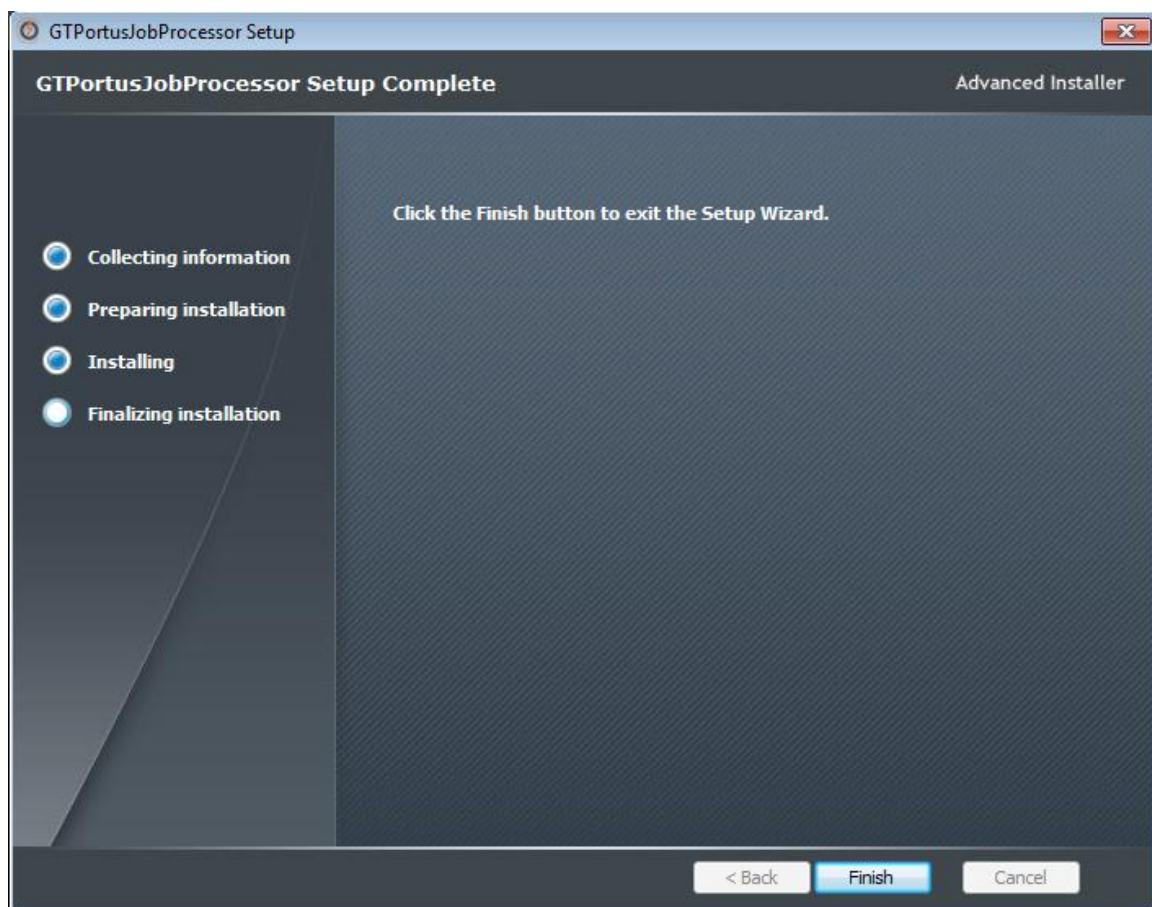 GTPortusJobProcessor Setup
GTPortusJobProcessor Setup Complete
Advanced Installer
Click the Finish button to exit the Setup Wizard.
Collecting information
Preparing installation
Installing
Finalizing installation
< Back
Finish
Cancel